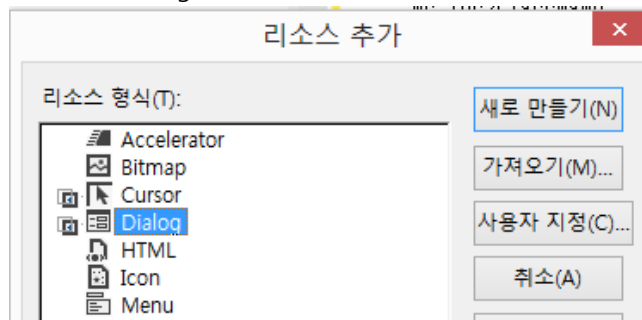 리소스 추가
리소스 형식(T):
새로 만들기(N)
Accelerator
Bitmap
가져오기(M)...
Cursor
Dialog
사용자 지정(C)...
HTML
Icon
취소(A)
Menu